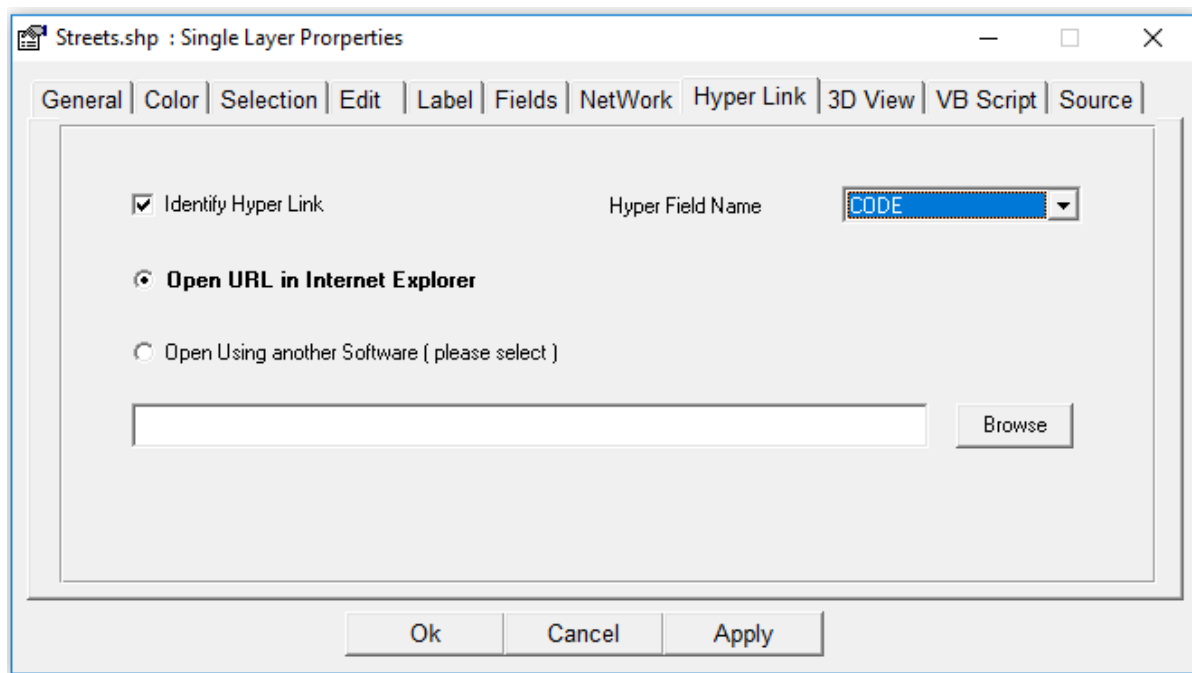 Streets.shp : Single Layer Prorperties
General Color Selection Edit Label Fields NetWork Hyper Link 3D View VB Script Source
Identify Hyper Link Hyper Field Name CODE
Open URL in Internet Explorer
Open Using another Software ( please select )
Browse
Ok Cancel Apply